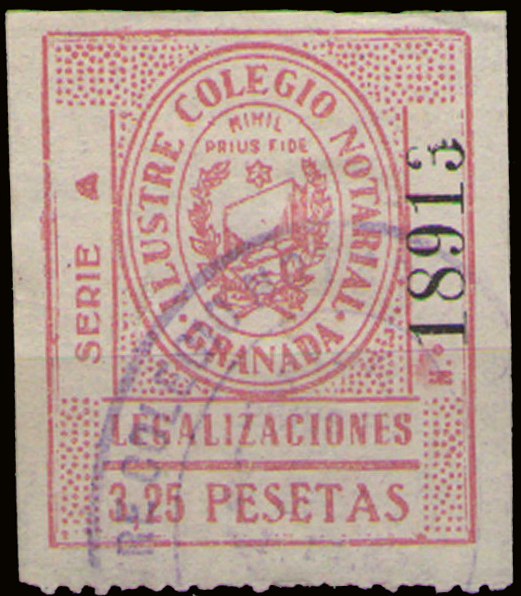 ILUSTRE COLEGIO NOTARIAL
NIHIL
PRIUS FIDE
GRANADA
SERIE A
Nº 18913
LEGALIZACIONES
3,25 PESETAS